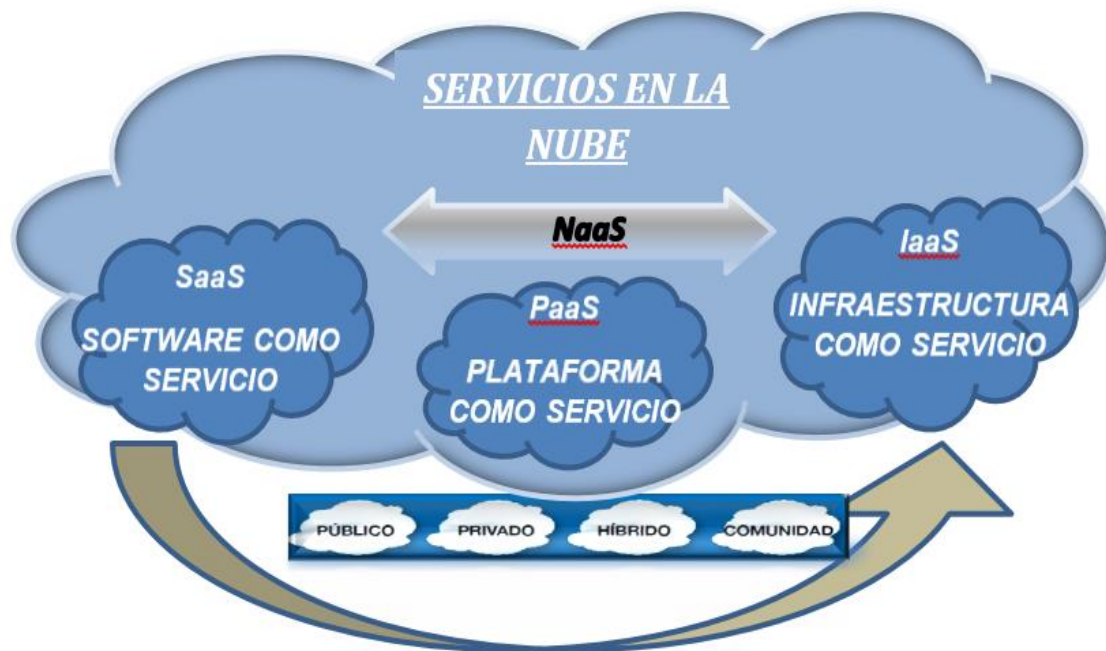 SERVICIOS EN LA
NUBE
NaaS
SaaS
SOFTWARE COMO
SERVICIO
PaaS
PLATAFORMA
COMO SERVICIO
IaaS
INFRAESTRUCTURA
COMO SERVICIO
PÚBLICO
PRIVADO
HÍBRIDO
COMUNIDAD